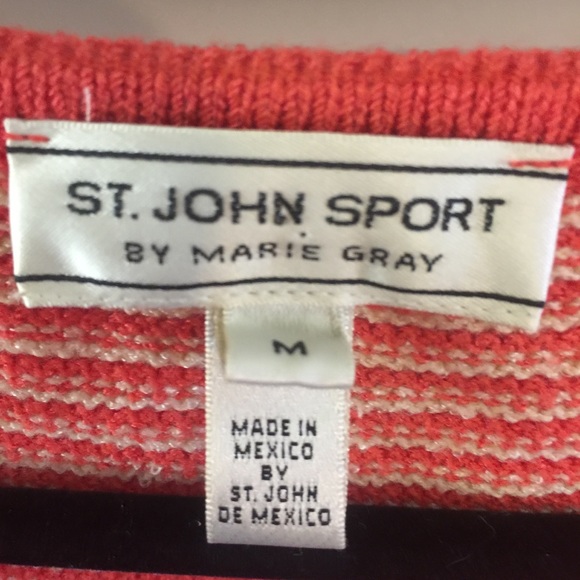 ST. JOHN SPORT
BY MARIE GRAY
M
MADE IN
MEXICO
BY
ST. JOHN
DE MEXICO